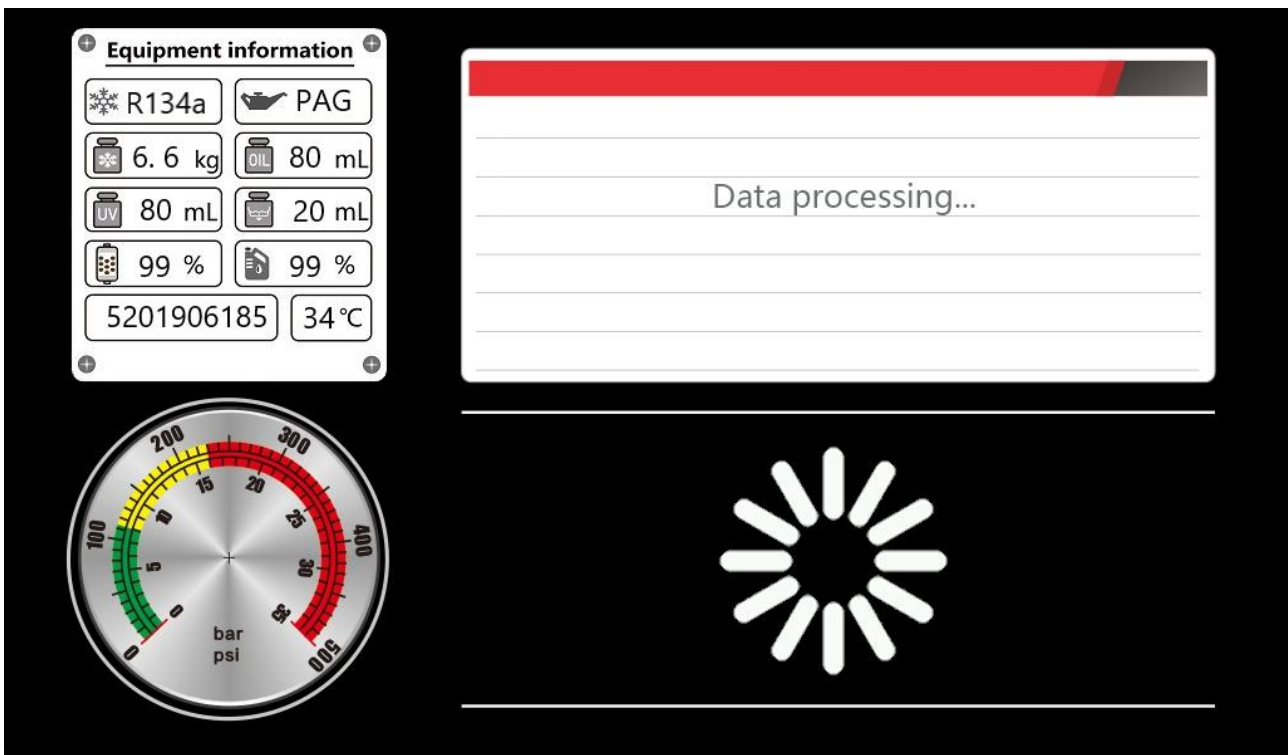 Equipment information
R134a
PAG
6. 6 kg
OIL
80 mL
UV
80 mL
20 mL
99 %
99 %
5201906185
34℃
Data processing...
0
100
200
300
400
500
0
5
10
15
20
25
30
35
bar
psi